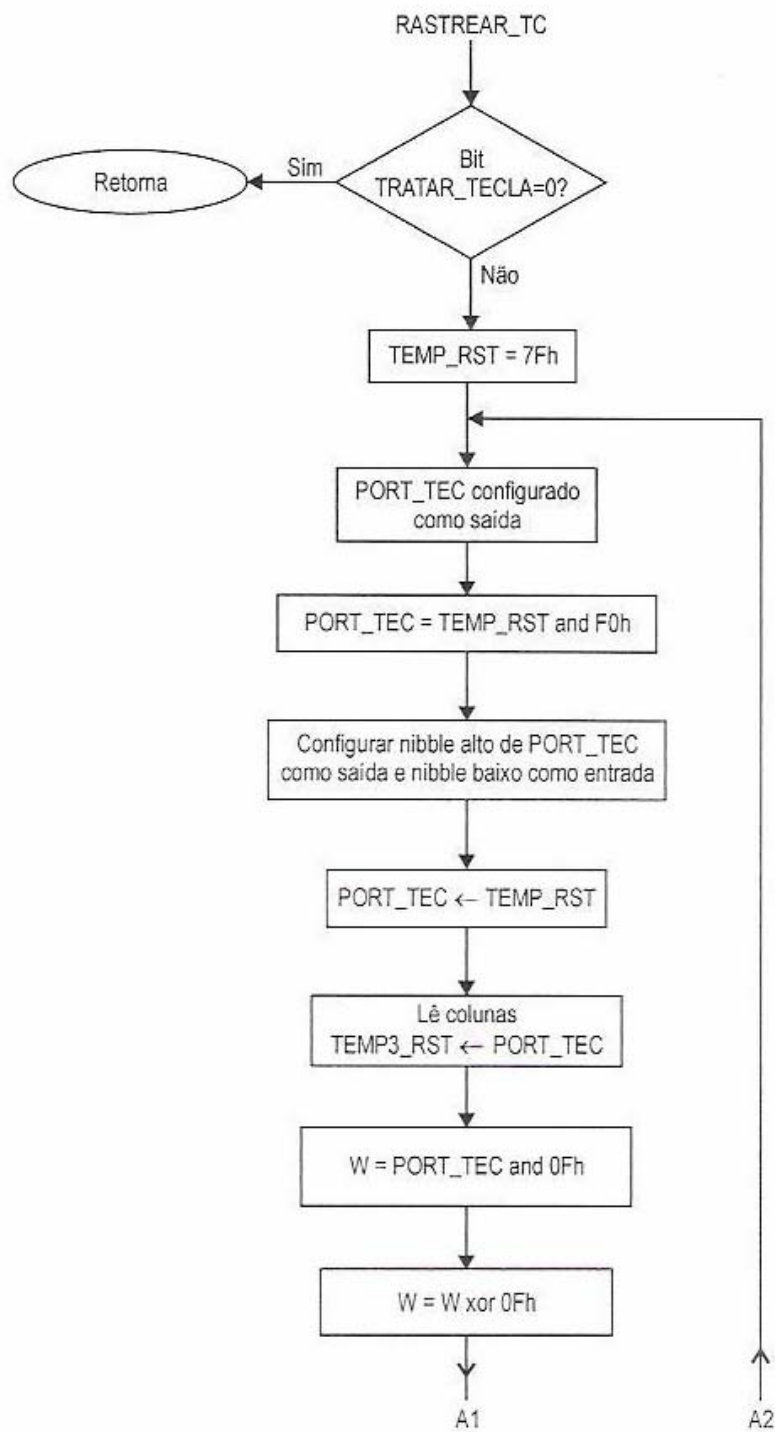 RASTREAR_TC
Bit
TRATAR_TECLA=0?
Sim
Retorna
Não
TEMP_RST = 7Fh
PORT_TEC configurado
como saída
PORT_TEC = TEMP_RST and F0h
Configurar nibble alto de PORT_TEC
como saída e nibble baixo como entrada
PORT_TEC ← TEMP_RST
Lê colunas
TEMP3_RST ← PORT_TEC
W = PORT_TEC and 0Fh
W = W xor 0Fh
A1
A2